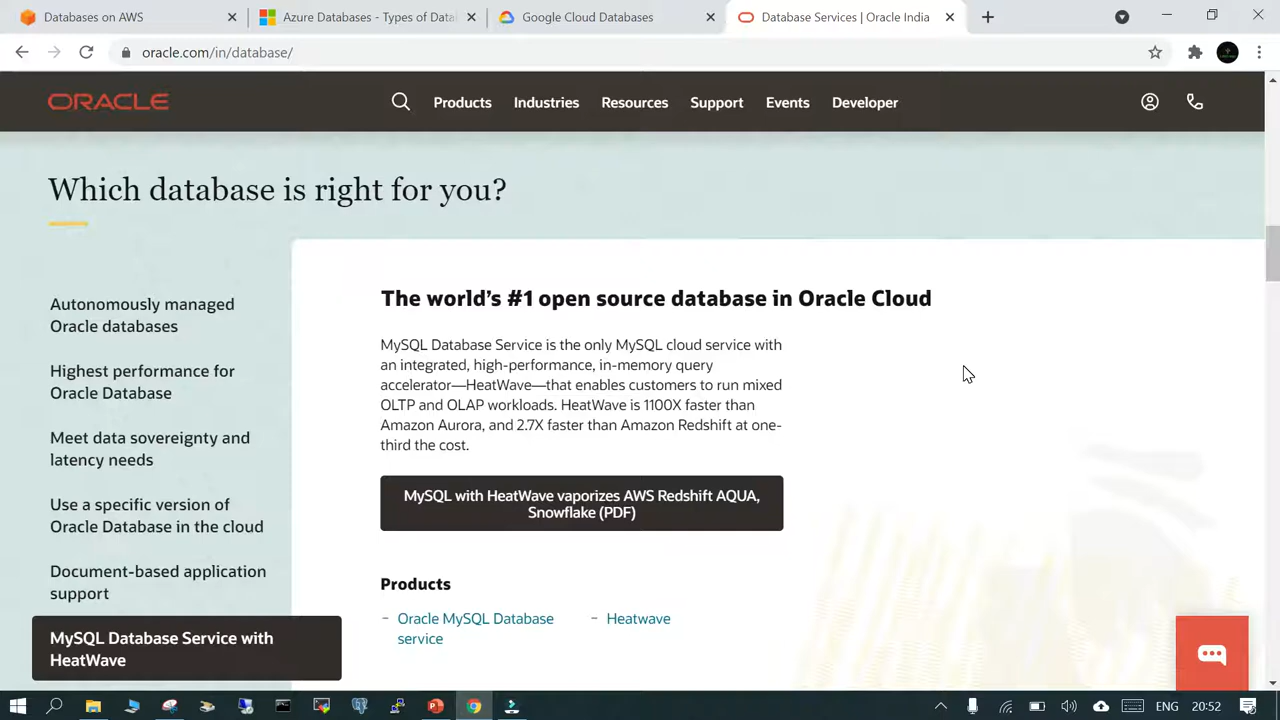 Databases on AWS
Azure Databases - Types of Data
Google Cloud Databases
Database Services | Oracle India
oracle.com/in/database/
ORACLE
Products
Industries
Resources
Support
Events
Developer
Which database is right for you?
Autonomously managed
Oracle databases
Highest performance for
Oracle Database
Meet data sovereignty and
latency needs
Use a specific version of
Oracle Database in the cloud
Document-based application
support
MySQL Database Service with
HeatWave
The world's #1 open source database in Oracle Cloud
MySQL Database Service is the only MySQL cloud service with
an integrated, high-performance, in-memory query
accelerator—HeatWave—that enables customers to run mixed
OLTP and OLAP workloads. HeatWave is 1100X faster than
Amazon Aurora, and 2.7X faster than Amazon Redshift at one-
third the cost.
MySQL with HeatWave vaporizes AWS Redshift AQUA,
Snowflake (PDF)
Products
– Oracle MySQL Database
service
– Heatwave
ENG
20:52